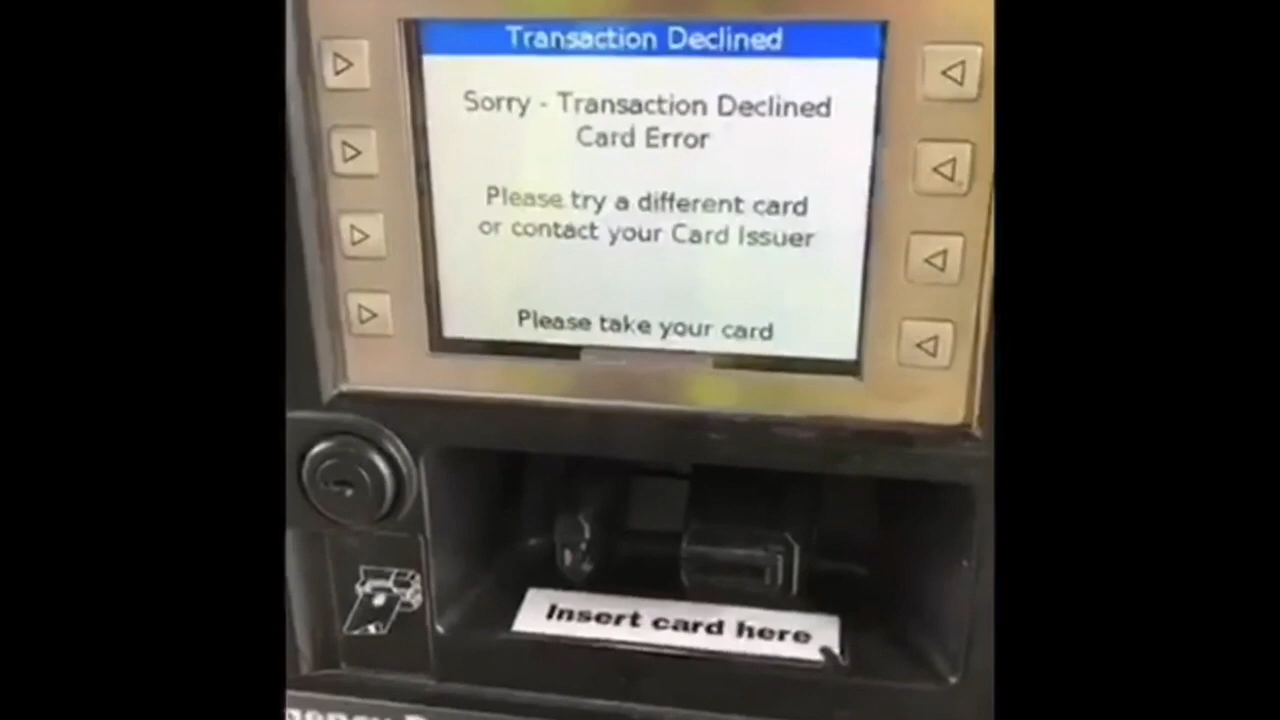 Transaction Declined
Sorry - Transaction Declined
Card Error
Please try a different card
or contact your Card Issuer
Please take your card
Insert card here